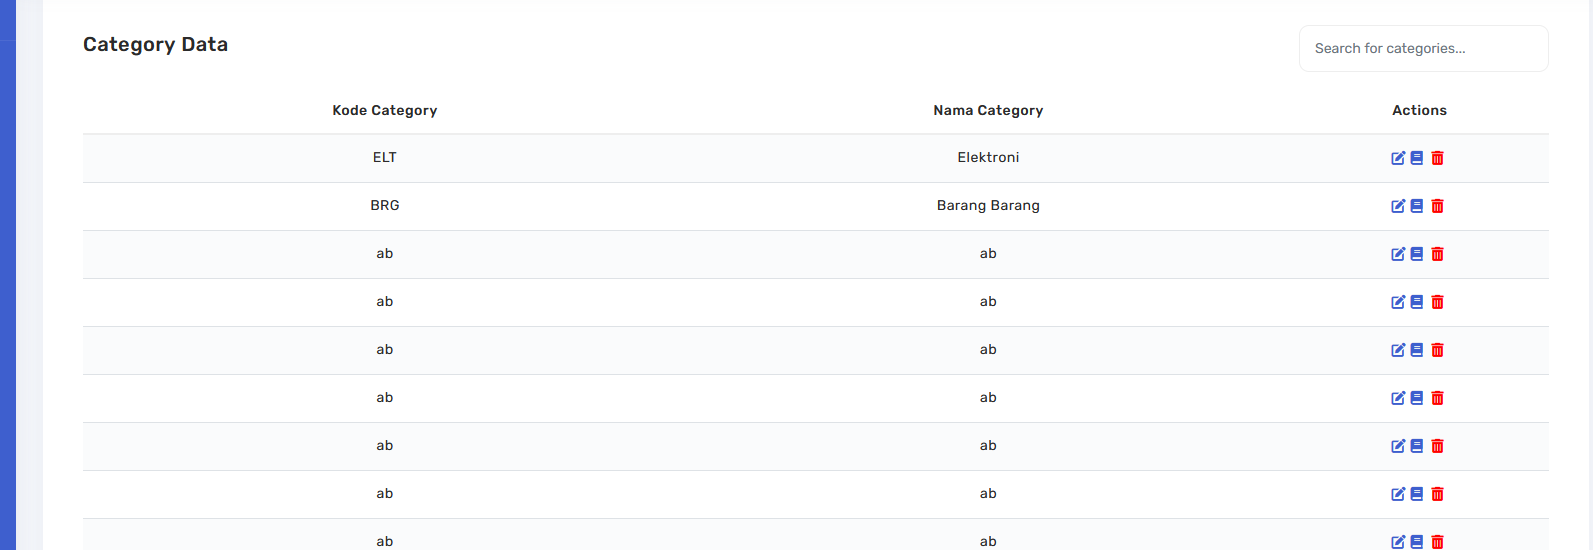 Category Data
Search for categories...
Kode Category Nama Category Actions
ELT Elektroni
BRG Barang Barang
ab ab
ab ab
ab ab
ab ab
ab ab
ab ab
ab ab